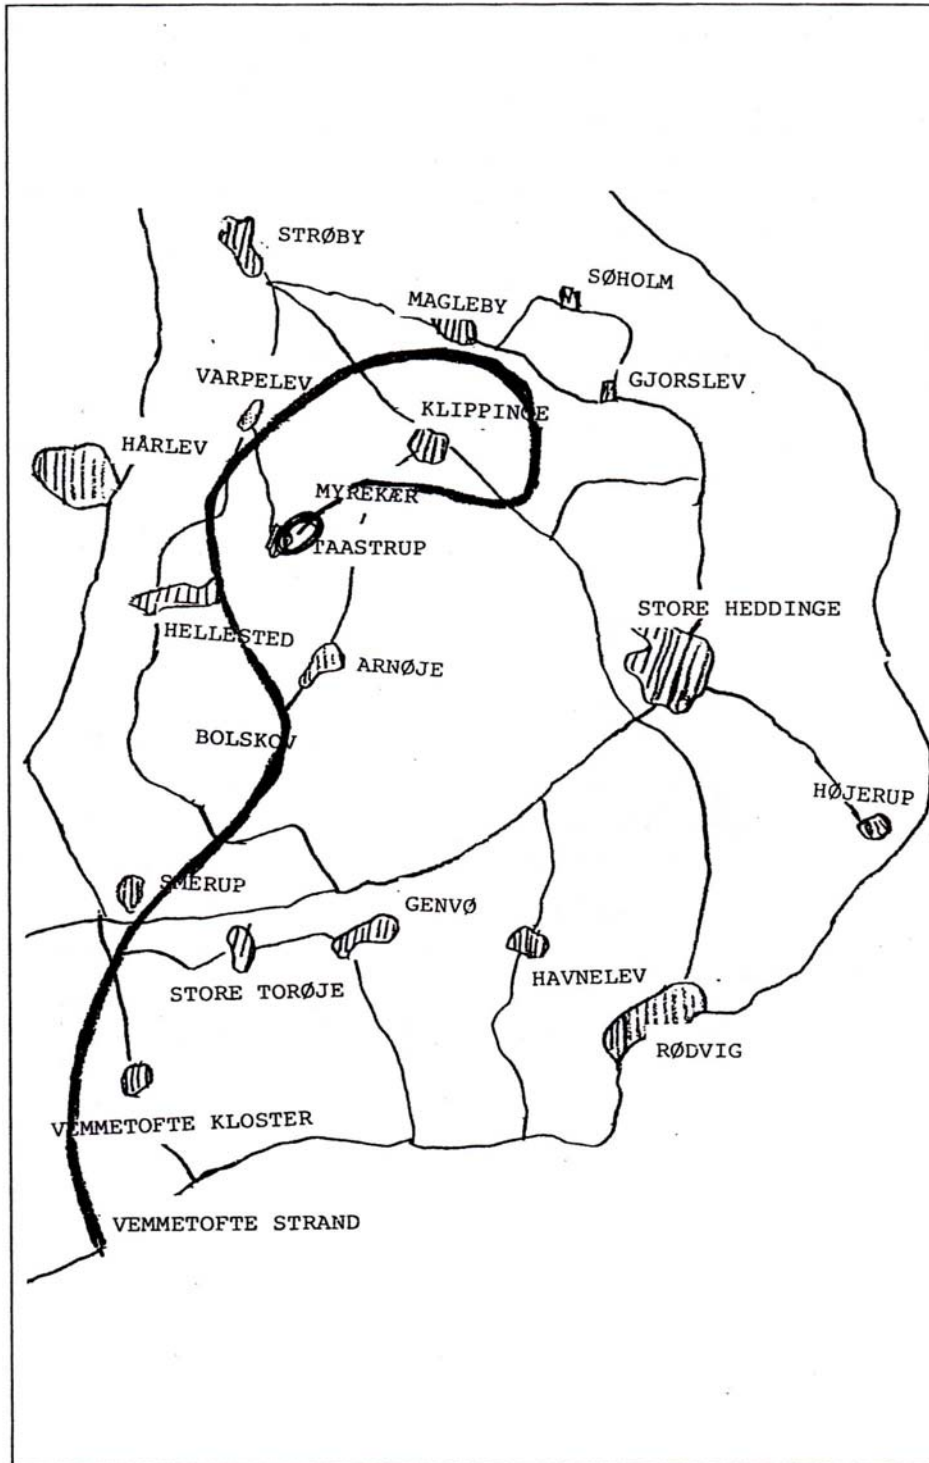 STRØBY
SØHOLM
MAGLEBY
VARPELEV
GJORSLEV
KLIPPINGE
HÅRLEV
MYREKÆR
TAASTRUP
STORE HEDDINGE
HELLESTED
ARNØJE
BOLSKOV
HØJERUP
SMERUP
GENVØ
HAVNELEV
STORE TORØJE
RØDVIG
VEMMETOFTE KLOSTER
VEMMETOFTE STRAND